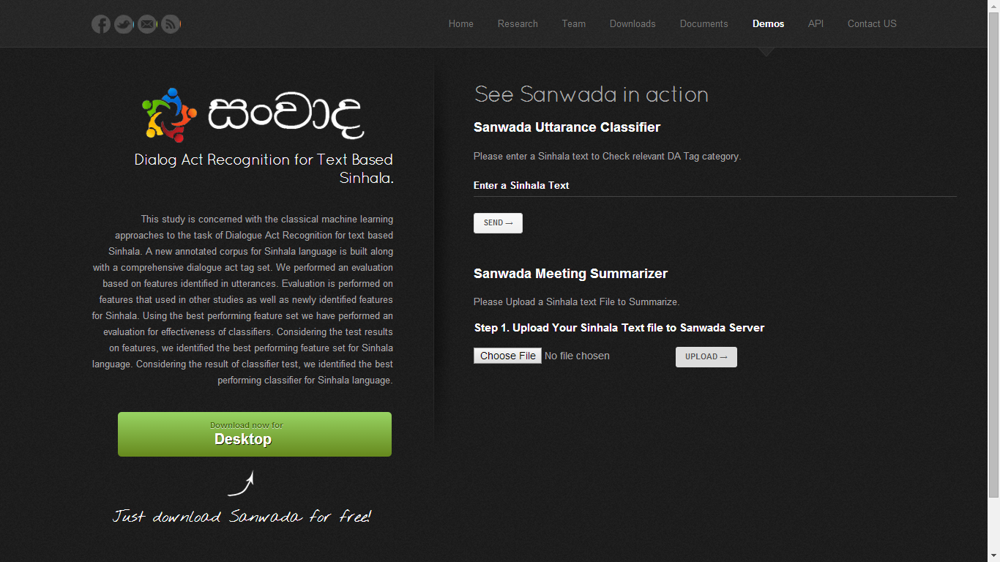 Home Research Team Downloads Documents Demos API Contact US
සංවාද
Dialog Act Recognition for Text Based
Sinhala.
This study is concerned with the classical machine learning
approaches to the task of Dialogue Act Recognition for text based
Sinhala. A new annotated corpus for Sinhala language is built along
with a comprehensive dialogue act tag set. We performed an evaluation
based on features identified in utterances. Evaluation is performed on
features that used in other studies as well as newly identified features
for Sinhala. Using the best performing feature set we have performed an
evaluation for effectiveness of classifiers. Considering the test results
on features, we identified the best performing feature set for Sinhala
language. Considering the result of classifier test, we identified the best
performing classifier for Sinhala language.
Download now for
Desktop
Just download Sanwada for free!
See Sanwada in action
Sanwada Uttarance Classifier
Please enter a Sinhala text to Check relevant DA Tag category.
Enter a Sinhala Text
SEND →
Sanwada Meeting Summarizer
Please Upload a Sinhala text File to Summarize.
Step 1. Upload Your Sinhala Text file to Sanwada Server
Choose File No file chosen UPLOAD →